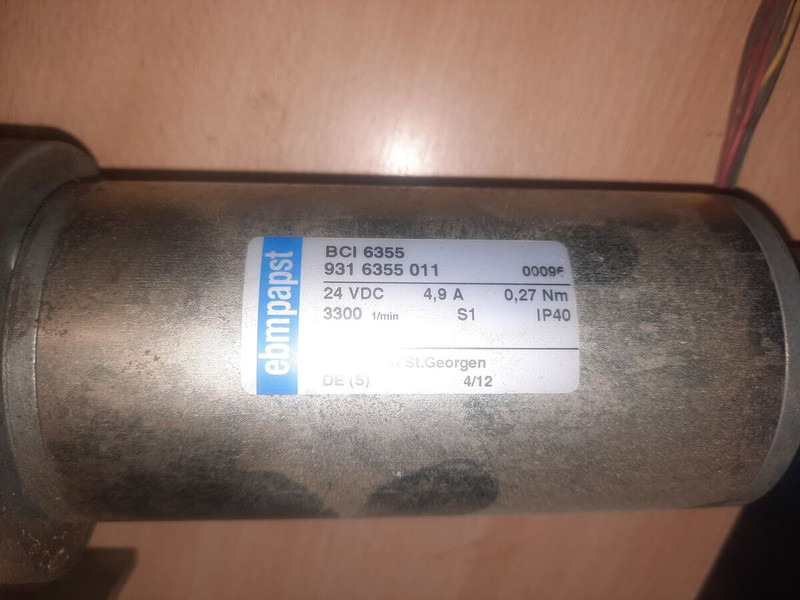 ebmpapst
BCI 6355
931 6355 011
24 VDC 4,9 A 0,27 Nm
3300 1/min S1 IP40
St.Georgen
DE (S) 4/12